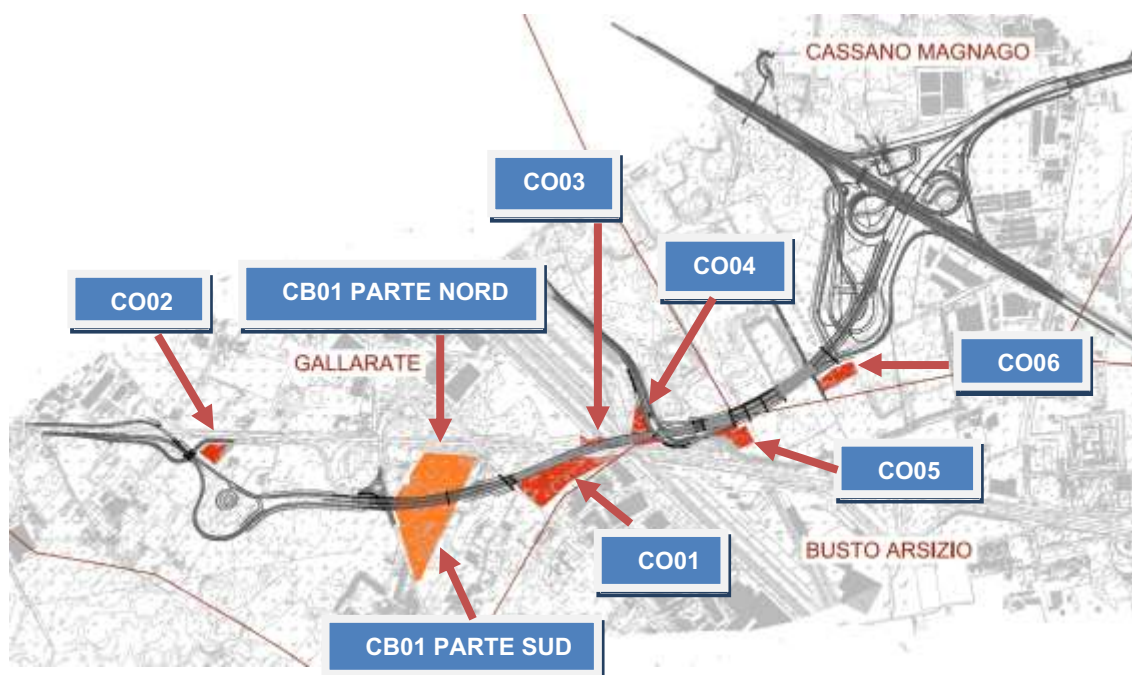 CASSANO MAGNAGO
CO03
CO04
CB01 PARTE NORD
CO02
GALLARATE
CO06
CO05
BUSTO ARSIZIO
CO01
CB01 PARTE SUD